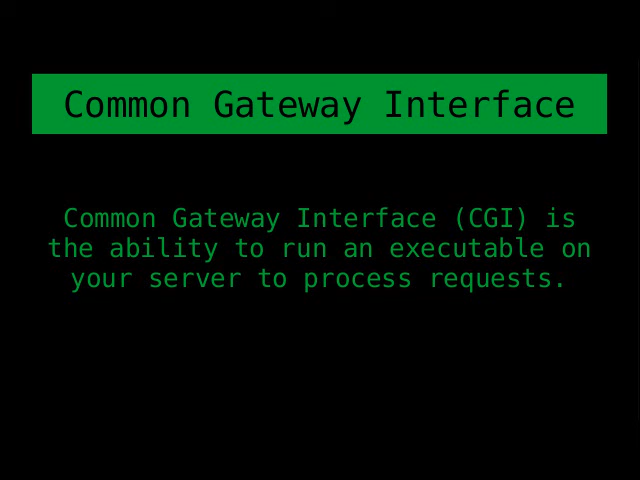 Common Gateway Interface
Common Gateway Interface (CGI) is
the ability to run an executable on
your server to process requests.